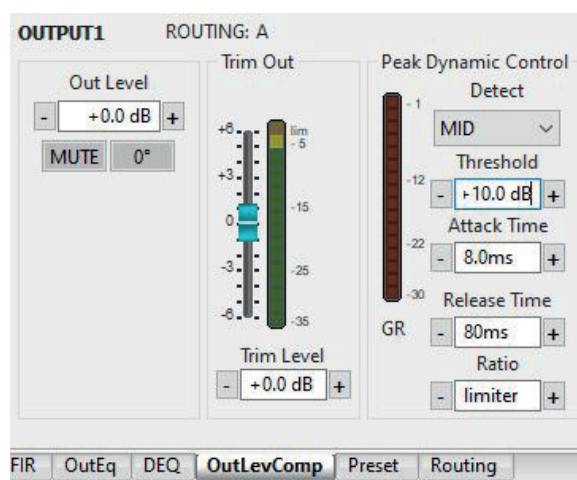 OUTPUT1 ROUTING: A
Out Level
- +0.0 dB +
MUTE 0°
Trim Out
+6
+3
0
-3
-6
lim
- 5
-15
-25
-35
Trim Level
- +0.0 dB +
Peak Dynamic Control
- 1
-12
-22
-30
GR
Detect
MID
Threshold
- +10.0 dB +
Attack Time
- 8.0ms +
Release Time
- 80ms +
Ratio
- limiter +
FIR OutEq DEQ OutLevComp Preset Routing